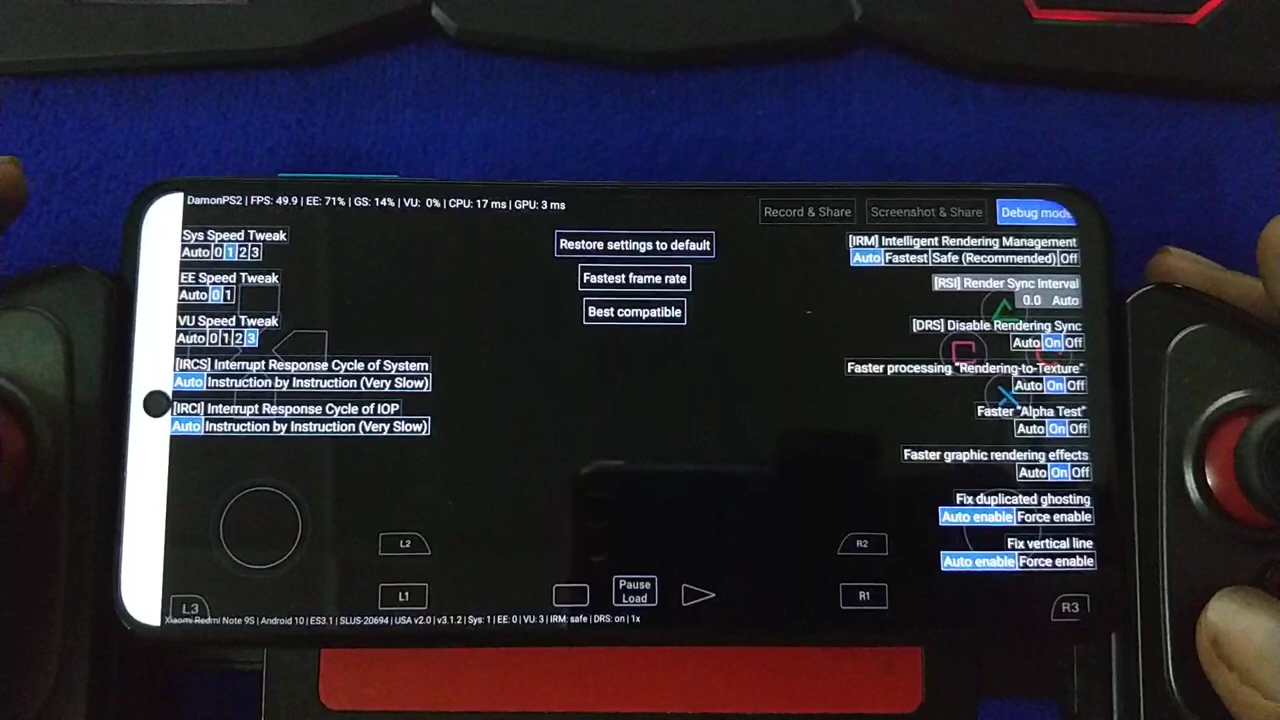 DamonPS2 | FPS: 49.9 | EE: 71% | GS: 14% | VU: 0% | CPU: 17 ms | GPU: 3 ms
Record & Share
Screenshot & Share
Debug mode
Sys Speed Tweak
Auto 0 1 2 3
EE Speed Tweak
Auto 0 1
VU Speed Tweak
Auto 0 1 2 3
[IRCS] Interrupt Response Cycle of System
Auto Instruction by Instruction (Very Slow)
[IRCI] Interrupt Response Cycle of IOP
Auto Instruction by Instruction (Very Slow)
Restore settings to default
Fastest frame rate
Best compatible
[IRM] Intelligent Rendering Management
Auto Fastest Safe (Recommended) Off
[RSI] Render Sync Interval
0.0 Auto
[DRS] Disable Rendering Sync
Auto On Off
Faster processing "Rendering-to-Texture"
Auto On Off
Faster "Alpha Test"
Auto On Off
Faster graphic rendering effects
Auto On Off
Fix duplicated ghosting
Auto enable Force enable
Fix vertical line
Auto enable Force enable
L2
R2
L3
L1
Pause
Load
R1
R3
Xiaomi Redmi Note 9S | Android 10 | ES3.1 | SLUS-20694 | USA v2.0 | v3.1.2 | Sys: 1 | EE: 0 | VU: 3 | IRM: safe | DRS: on | 1x